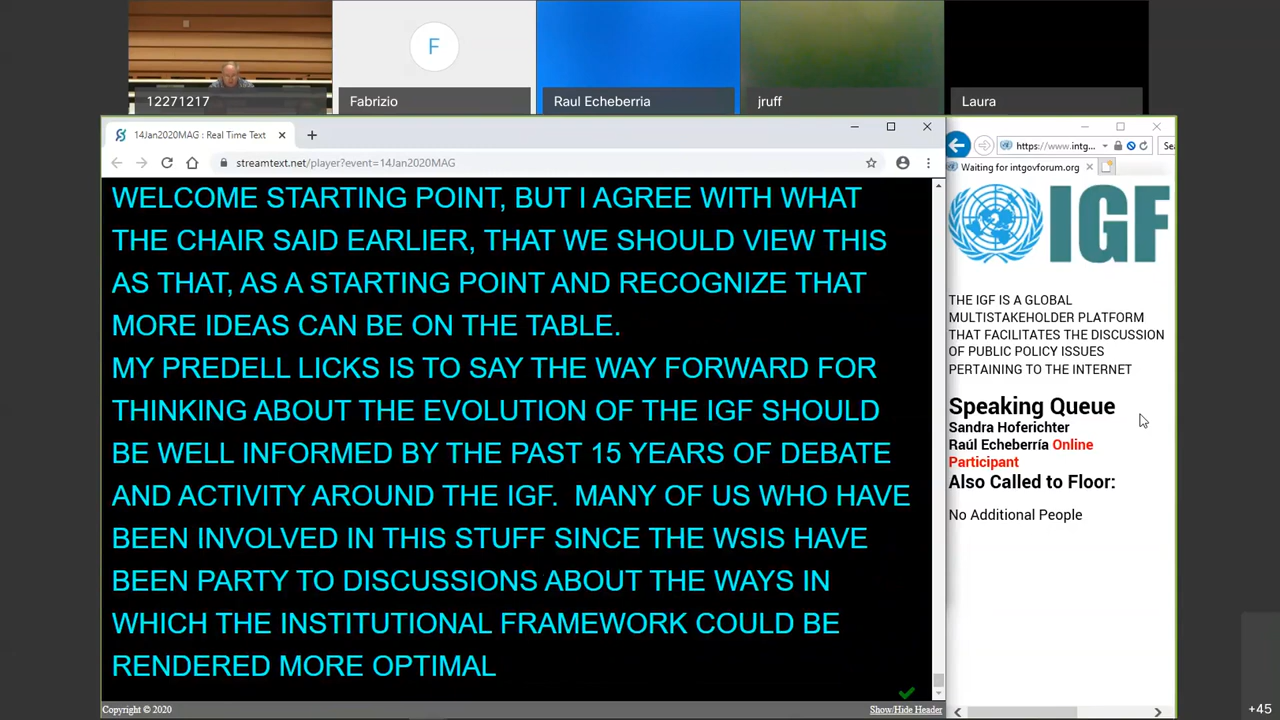 F
12271217
Fabrizio
Raul Echeberria
jruff
Laura
14Jan2020MAG : Real Time Text
streamtext.net/player?event=14Jan2020MAG
WELCOME STARTING POINT, BUT I AGREE WITH WHAT
THE CHAIR SAID EARLIER, THAT WE SHOULD VIEW THIS
AS THAT, AS A STARTING POINT AND RECOGNIZE THAT
MORE IDEAS CAN BE ON THE TABLE.
MY PREDELL LICKS IS TO SAY THE WAY FORWARD FOR
THINKING ABOUT THE EVOLUTION OF THE IGF SHOULD
BE WELL INFORMED BY THE PAST 15 YEARS OF DEBATE
AND ACTIVITY AROUND THE IGF.  MANY OF US WHO HAVE
BEEN INVOLVED IN THIS STUFF SINCE THE WSIS HAVE
BEEN PARTY TO DISCUSSIONS ABOUT THE WAYS IN
WHICH THE INSTITUTIONAL FRAMEWORK COULD BE
RENDERED MORE OPTIMAL
Copyright © 2020
Show/Hide Header
https://www.intg...
Sea
Waiting for intgovforum.org
IGF
THE IGF IS A GLOBAL
MULTISTAKEHOLDER PLATFORM
THAT FACILITATES THE DISCUSSION
OF PUBLIC POLICY ISSUES
PERTAINING TO THE INTERNET
Speaking Queue
Sandra Hoferichter
Raúl Echeberría Online
Participant
Also Called to Floor:
No Additional People
+45